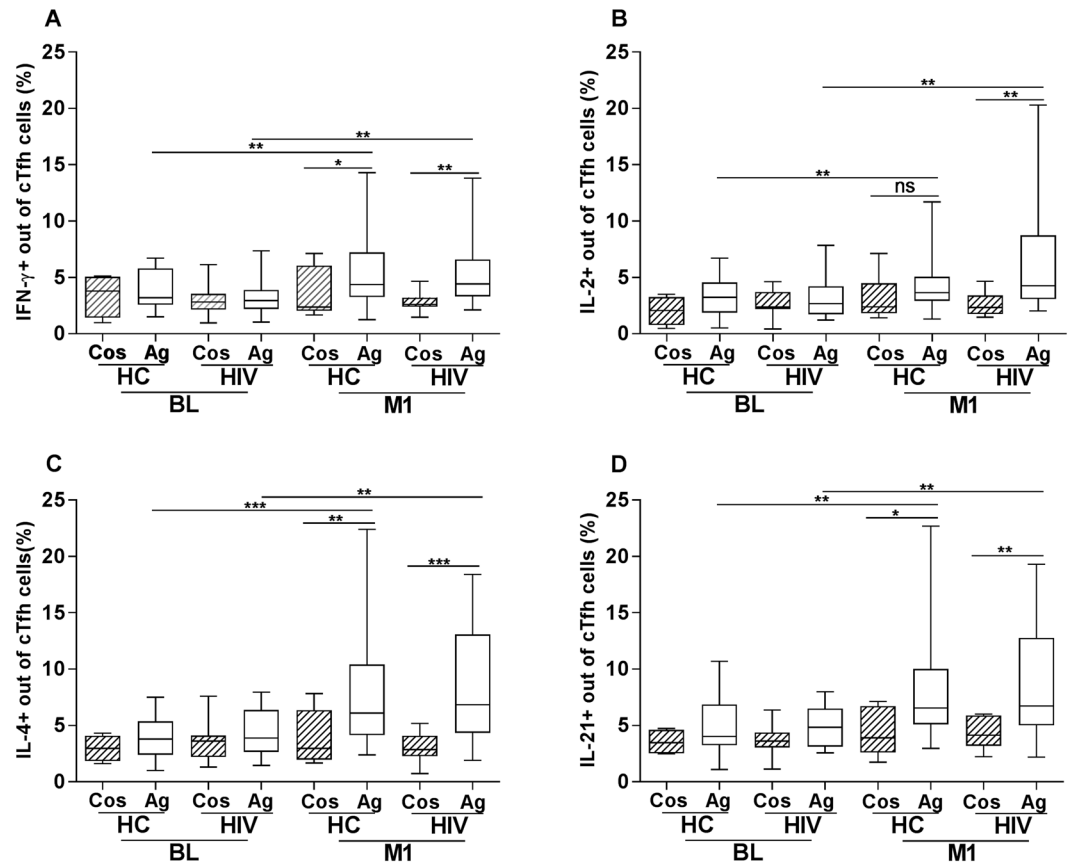 A
IFN-γ+ out of cTfh cells (%)
25
20
15
10
5
0
**
**
*
**
Cos Ag Cos Ag Cos Ag Cos Ag
HC HIV HC HIV
BL M1
B
IL-2+ out of cTfh cells (%)
25
20
15
10
5
0
**
**
**
ns
Cos Ag Cos Ag Cos Ag Cos Ag
HC HIV HC HIV
BL M1
C
IL-4+ out of cTfh cells(%)
25
20
15
10
5
0
**
***
**
***
Cos Ag Cos Ag Cos Ag Cos Ag
HC HIV HC HIV
BL M1
D
IL-21+ out of cTfh cells (%)
25
20
15
10
5
0
**
**
*
**
Cos Ag Cos Ag Cos Ag Cos Ag
HC HIV HC HIV
BL M1